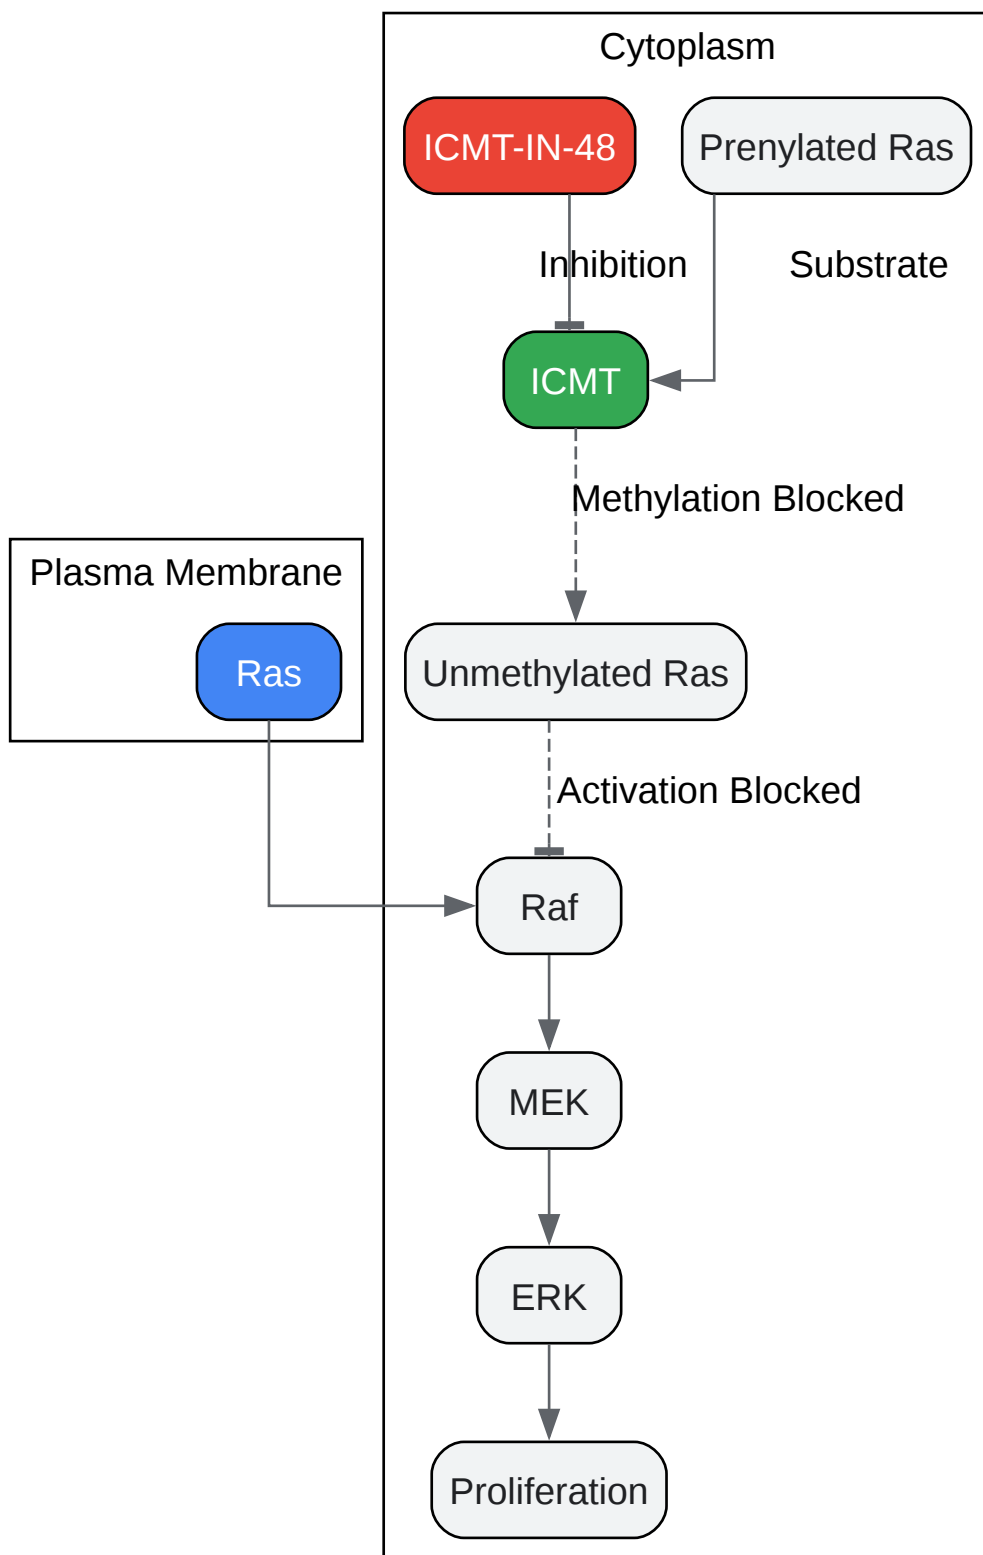 Cytoplasm
ICMT-IN-48
Prenylated Ras
Inhibition
Substrate
ICMT
Methylation Blocked
Plasma Membrane
Ras
Unmethylated Ras
Activation Blocked
Raf
MEK
ERK
Proliferation